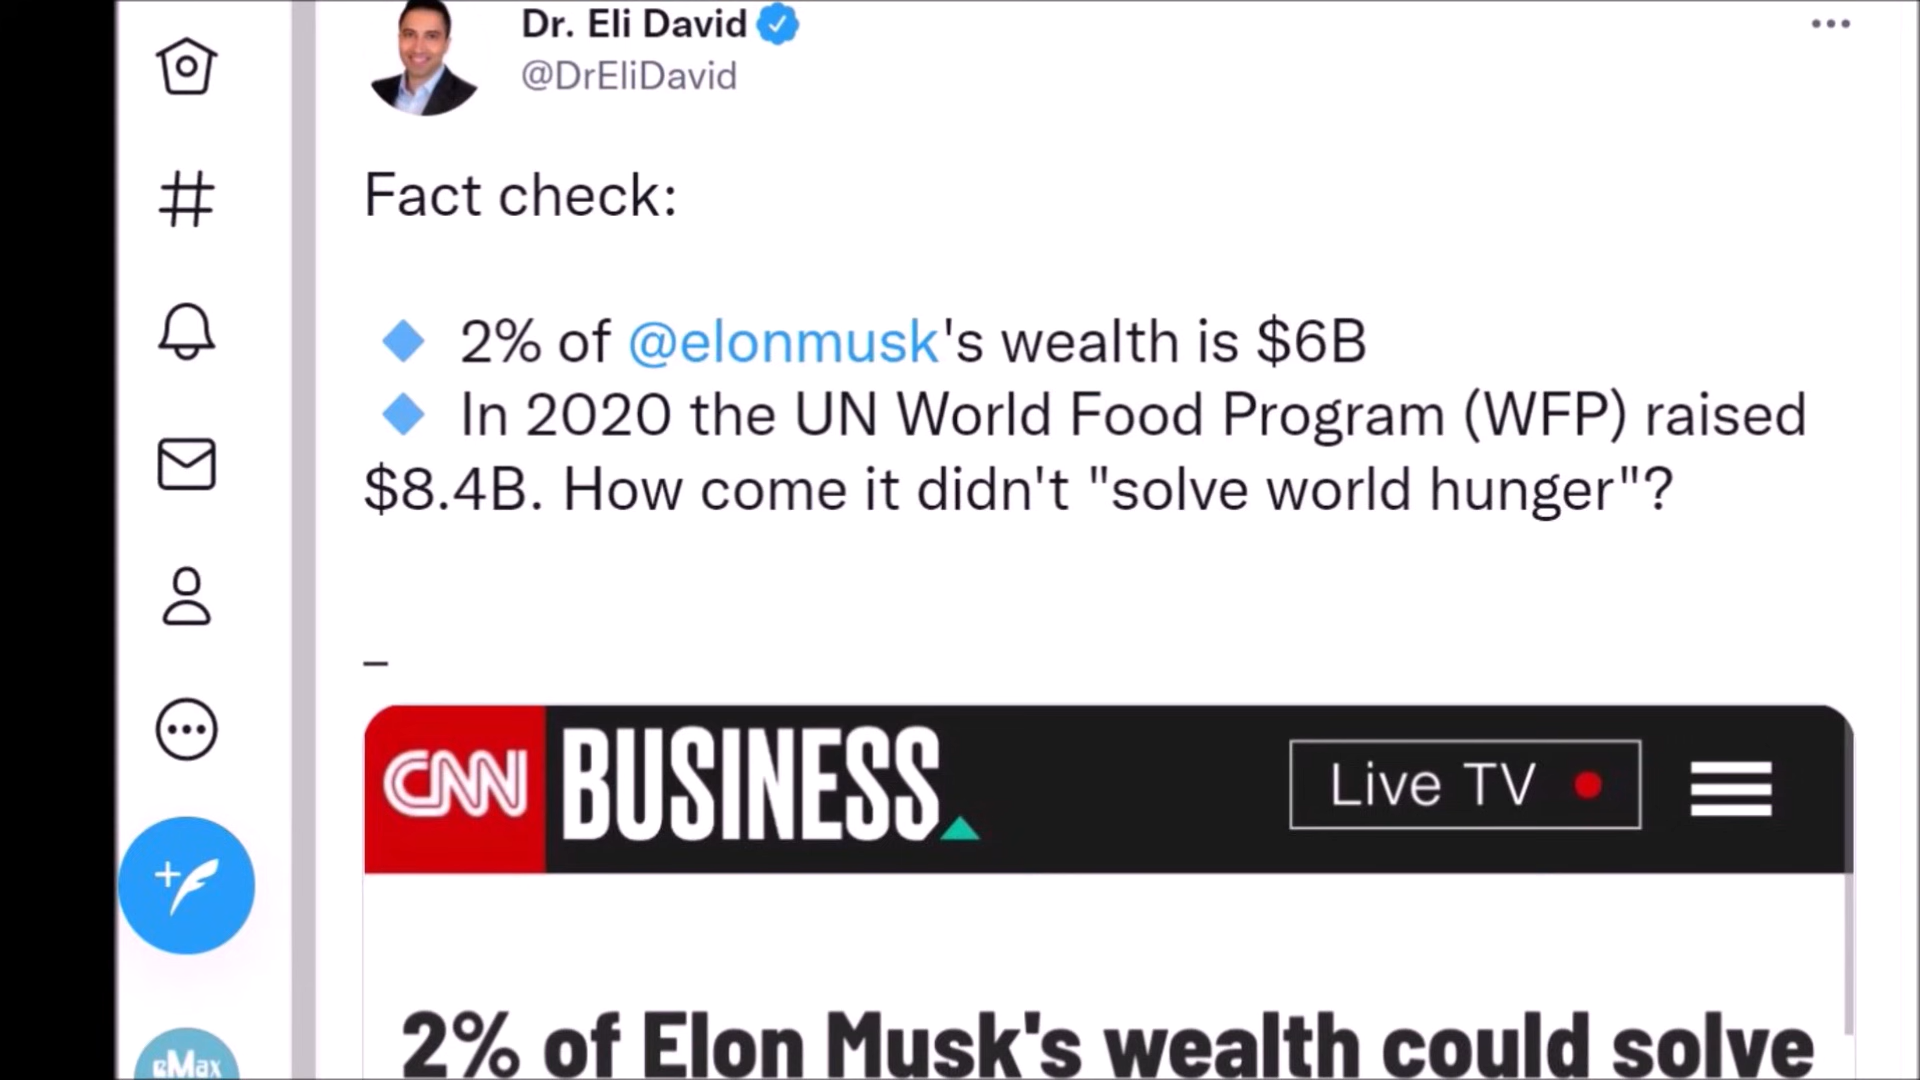 Dr. Eli David
@DrEliDavid
Fact check:
2% of @elonmusk's wealth is $6B
In 2020 the UN World Food Program (WFP) raised
$8.4B. How come it didn't "solve world hunger"?
–
CNN BUSINESS
Live TV
2% of Elon Musk's wealth could solve
eMax